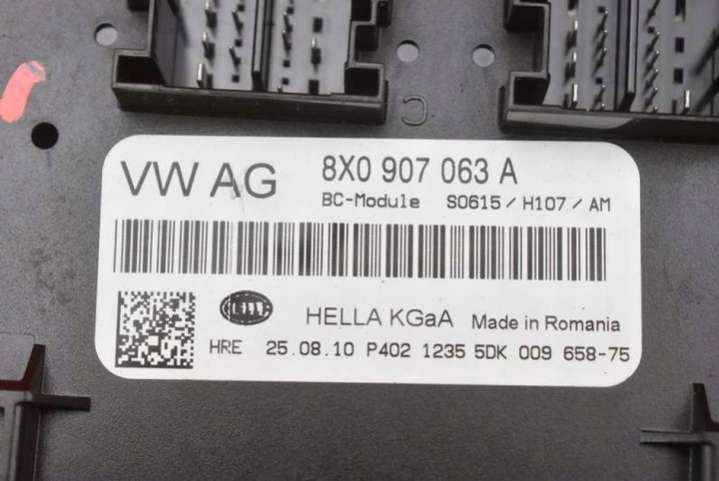 C
VW AG 8X0 907 063 A
BC-Module S0615 / H107 / AM
HELLA HELLA KGaA Made in Romania
HRE 25.08.10 P402 1235 5DK 009 658-75